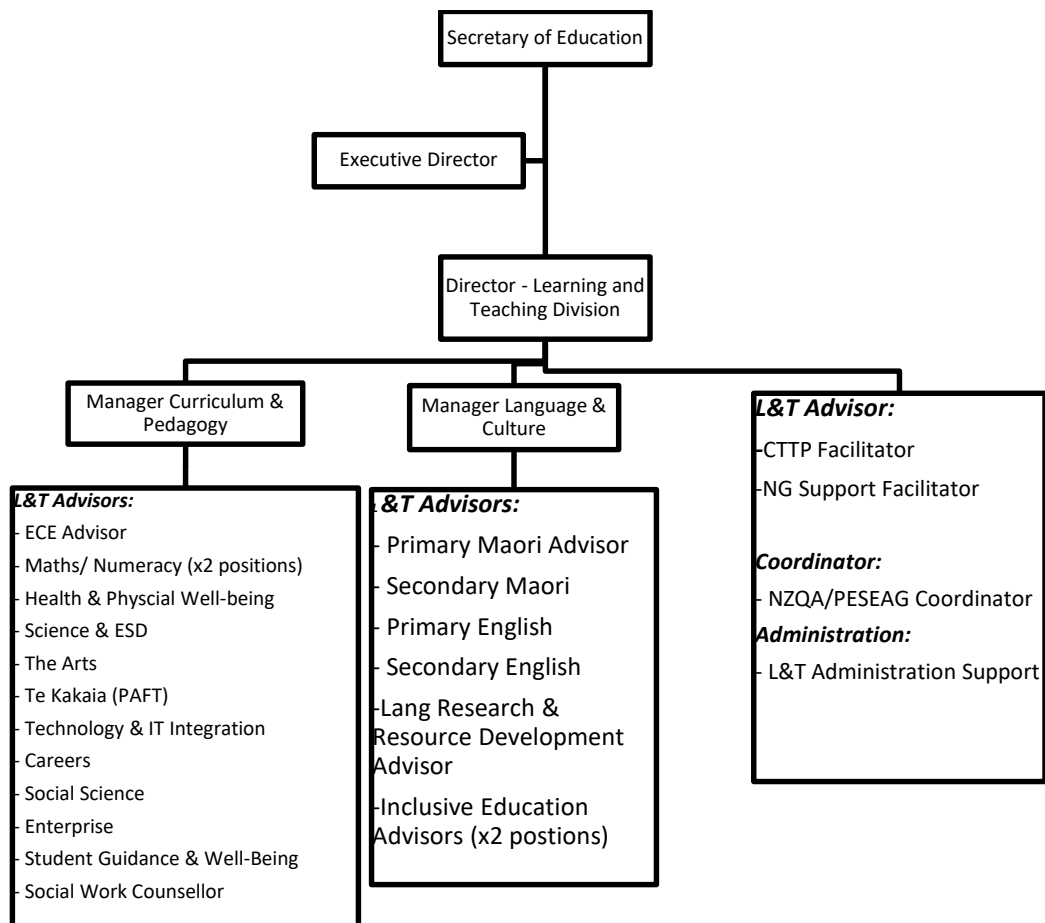 Secretary of Education
Executive Director
Director - Learning and
Teaching Division
Manager Curriculum &
Pedagogy
L&T Advisors:
- ECE Advisor
- Maths/ Numeracy (x2 positions)
- Health & Physcial Well-being
- Science & ESD
- The Arts
- Te Kakaia (PAFT)
- Technology & IT Integration
- Careers
- Social Science
- Enterprise
- Student Guidance & Well-Being
- Social Work Counsellor
Manager Language &
Culture
L&T Advisors:
- Primary Maori Advisor
- Secondary Maori
- Primary English
- Secondary English
-Lang Research &
Resource Development
Advisor
-Inclusive Education
Advisors (x2 postions)
L&T Advisor:
-CTTP Facilitator
-NG Support Facilitator
Coordinator:
- NZQA/PESEAG Coordinator
Administration:
- L&T Administration Support